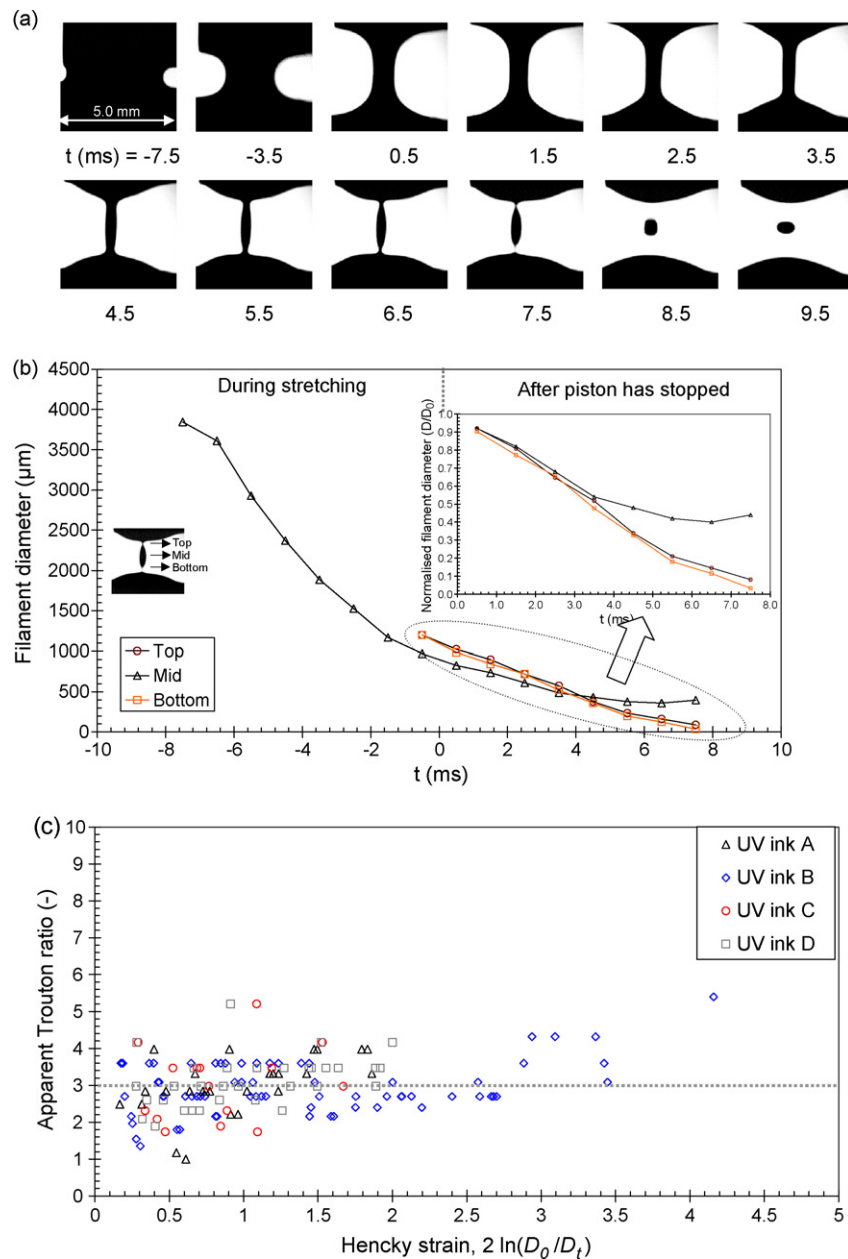 (a)
5.0 mm
t (ms) = -7.5 -3.5 0.5 1.5 2.5 3.5
4.5 5.5 6.5 7.5 8.5 9.5
(b)
During stretching
After piston has stopped
Filament diameter (µm)
4500
4000
3500
3000
2500
2000
1500
1000
500
0
-10 -8 -6 -4 -2 0 2 4 6 8 10
t (ms)
Top
Mid
Bottom
Top
Mid
Bottom
Normalised filament diameter (D/D0)
1.0
0.9
0.8
0.7
0.6
0.5
0.4
0.3
0.2
0.1
0.0
0.0 1.0 2.0 3.0 4.0 5.0 6.0 7.0 8.0
t (ms)
(c)
Apparent Trouton ratio (-)
10
9
8
7
6
5
4
3
2
1
0
0 0.5 1 1.5 2 2.5 3 3.5 4 4.5 5
Hencky strain, 2 ln(D0/Dt)
UV ink A
UV ink B
UV ink C
UV ink D